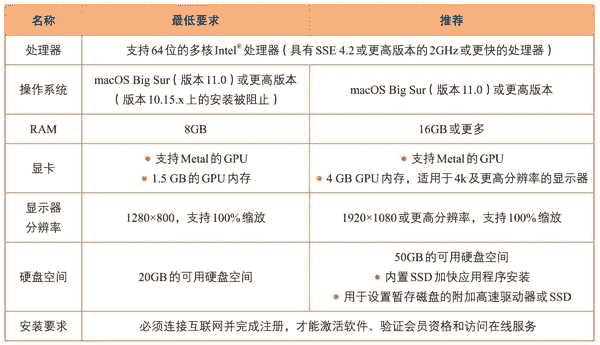 名称 最低要求 推荐
处理器 支持64位的多核Intel®处理器（具有SSE 4.2或更高版本的2GHz或更快的处理器）
操作系统 macOS Big Sur（版本11.0）或更高版本
（版本10.15.x上的安装被阻止）
macOS Big Sur（版本11.0）或更高版本
RAM 8GB 16GB或更多
显卡
支持Metal的GPU
1.5 GB的GPU内存
支持Metal的GPU
4 GB GPU内存，适用于4k及更高分辨率的显示器
显示器
分辨率
1280×800，支持100%缩放 1920×1080或更高分辨率，支持100%缩放
硬盘空间 20GB的可用硬盘空间
50GB的可用硬盘空间
内置SSD加快应用程序安装
用于设置暂存磁盘的附加高速驱动器或SSD
安装要求 必须连接互联网并完成注册，才能激活软件、验证会员资格和访问在线服务